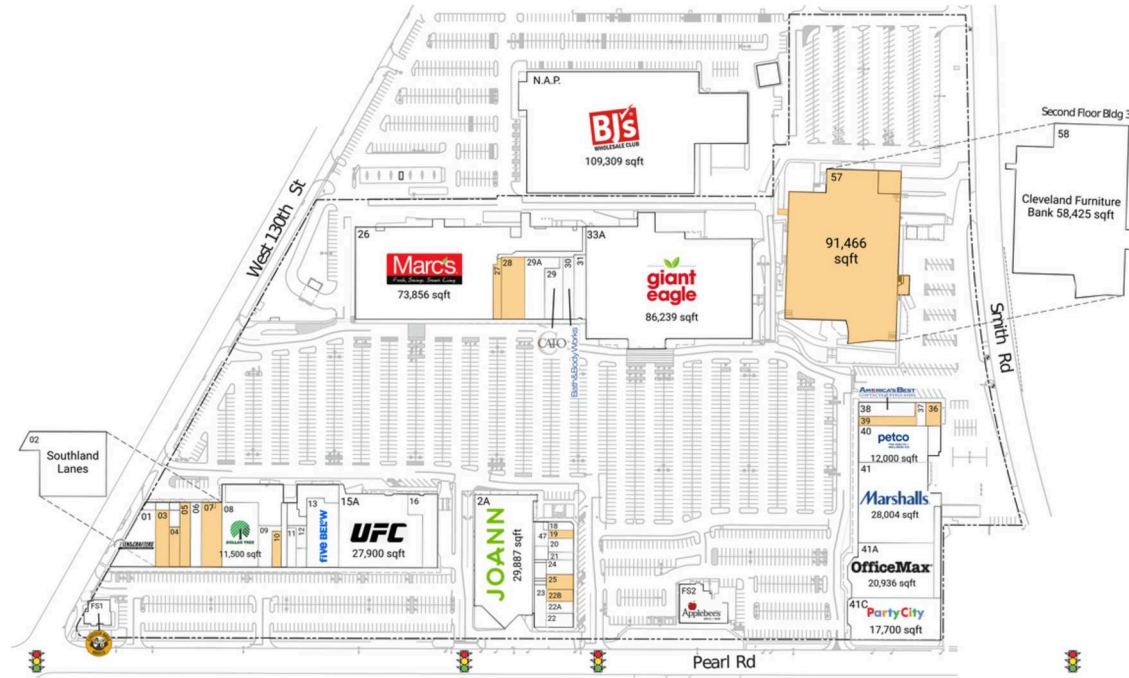 N.A.P.
BJ's
WHOLESALE CLUB
109,309 sqft
Second Floor Bldg 3
58
Cleveland Furniture
Bank 58,425 sqft
57
91,466
sqft
West 130th St
Smith Rd
26
Marc's
73,856 sqft
27
28
29A
29
30
31
33A
giant
eagle
86,239 sqft
CATO
Bath&BodyWorks
AMERICA'S BEST
38
37
36
39
40
petco
12,000 sqft
41
Marshalls
28,004 sqft
41A
OfficeMax
20,936 sqft
41C
PartyCity
17,700 sqft
02
Southland
Lanes
01
03
04
05
06
07
08
DOLLAR TREE
11,500 sqft
09
10
11
12
13
five BEL°W
15A
16
UFC
27,900 sqft
2A
JOANN
29,887 sqft
18
47
19
20
21
24
25
23
22B
22A
22
FS2
Applebee's
FS1
Pearl Rd